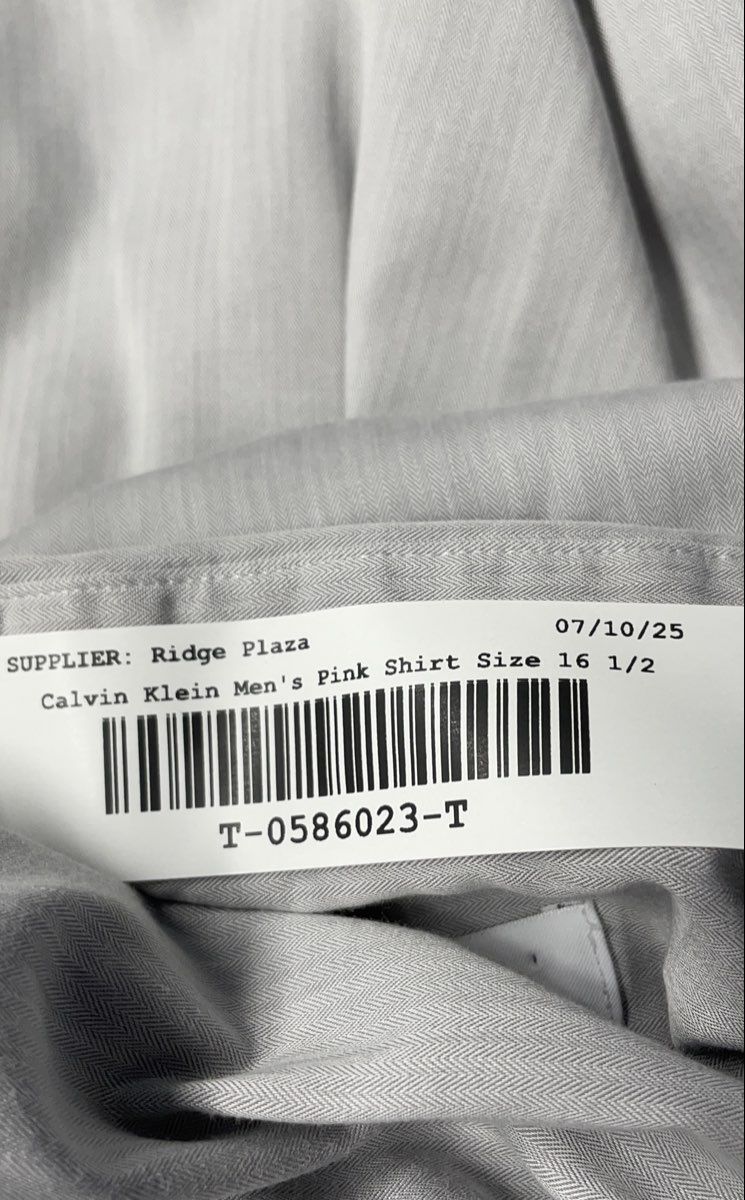 SUPPLIER: Ridge Plaza
07/10/25
Calvin Klein Men's Pink Shirt Size 16 1/2
T-0586023-T